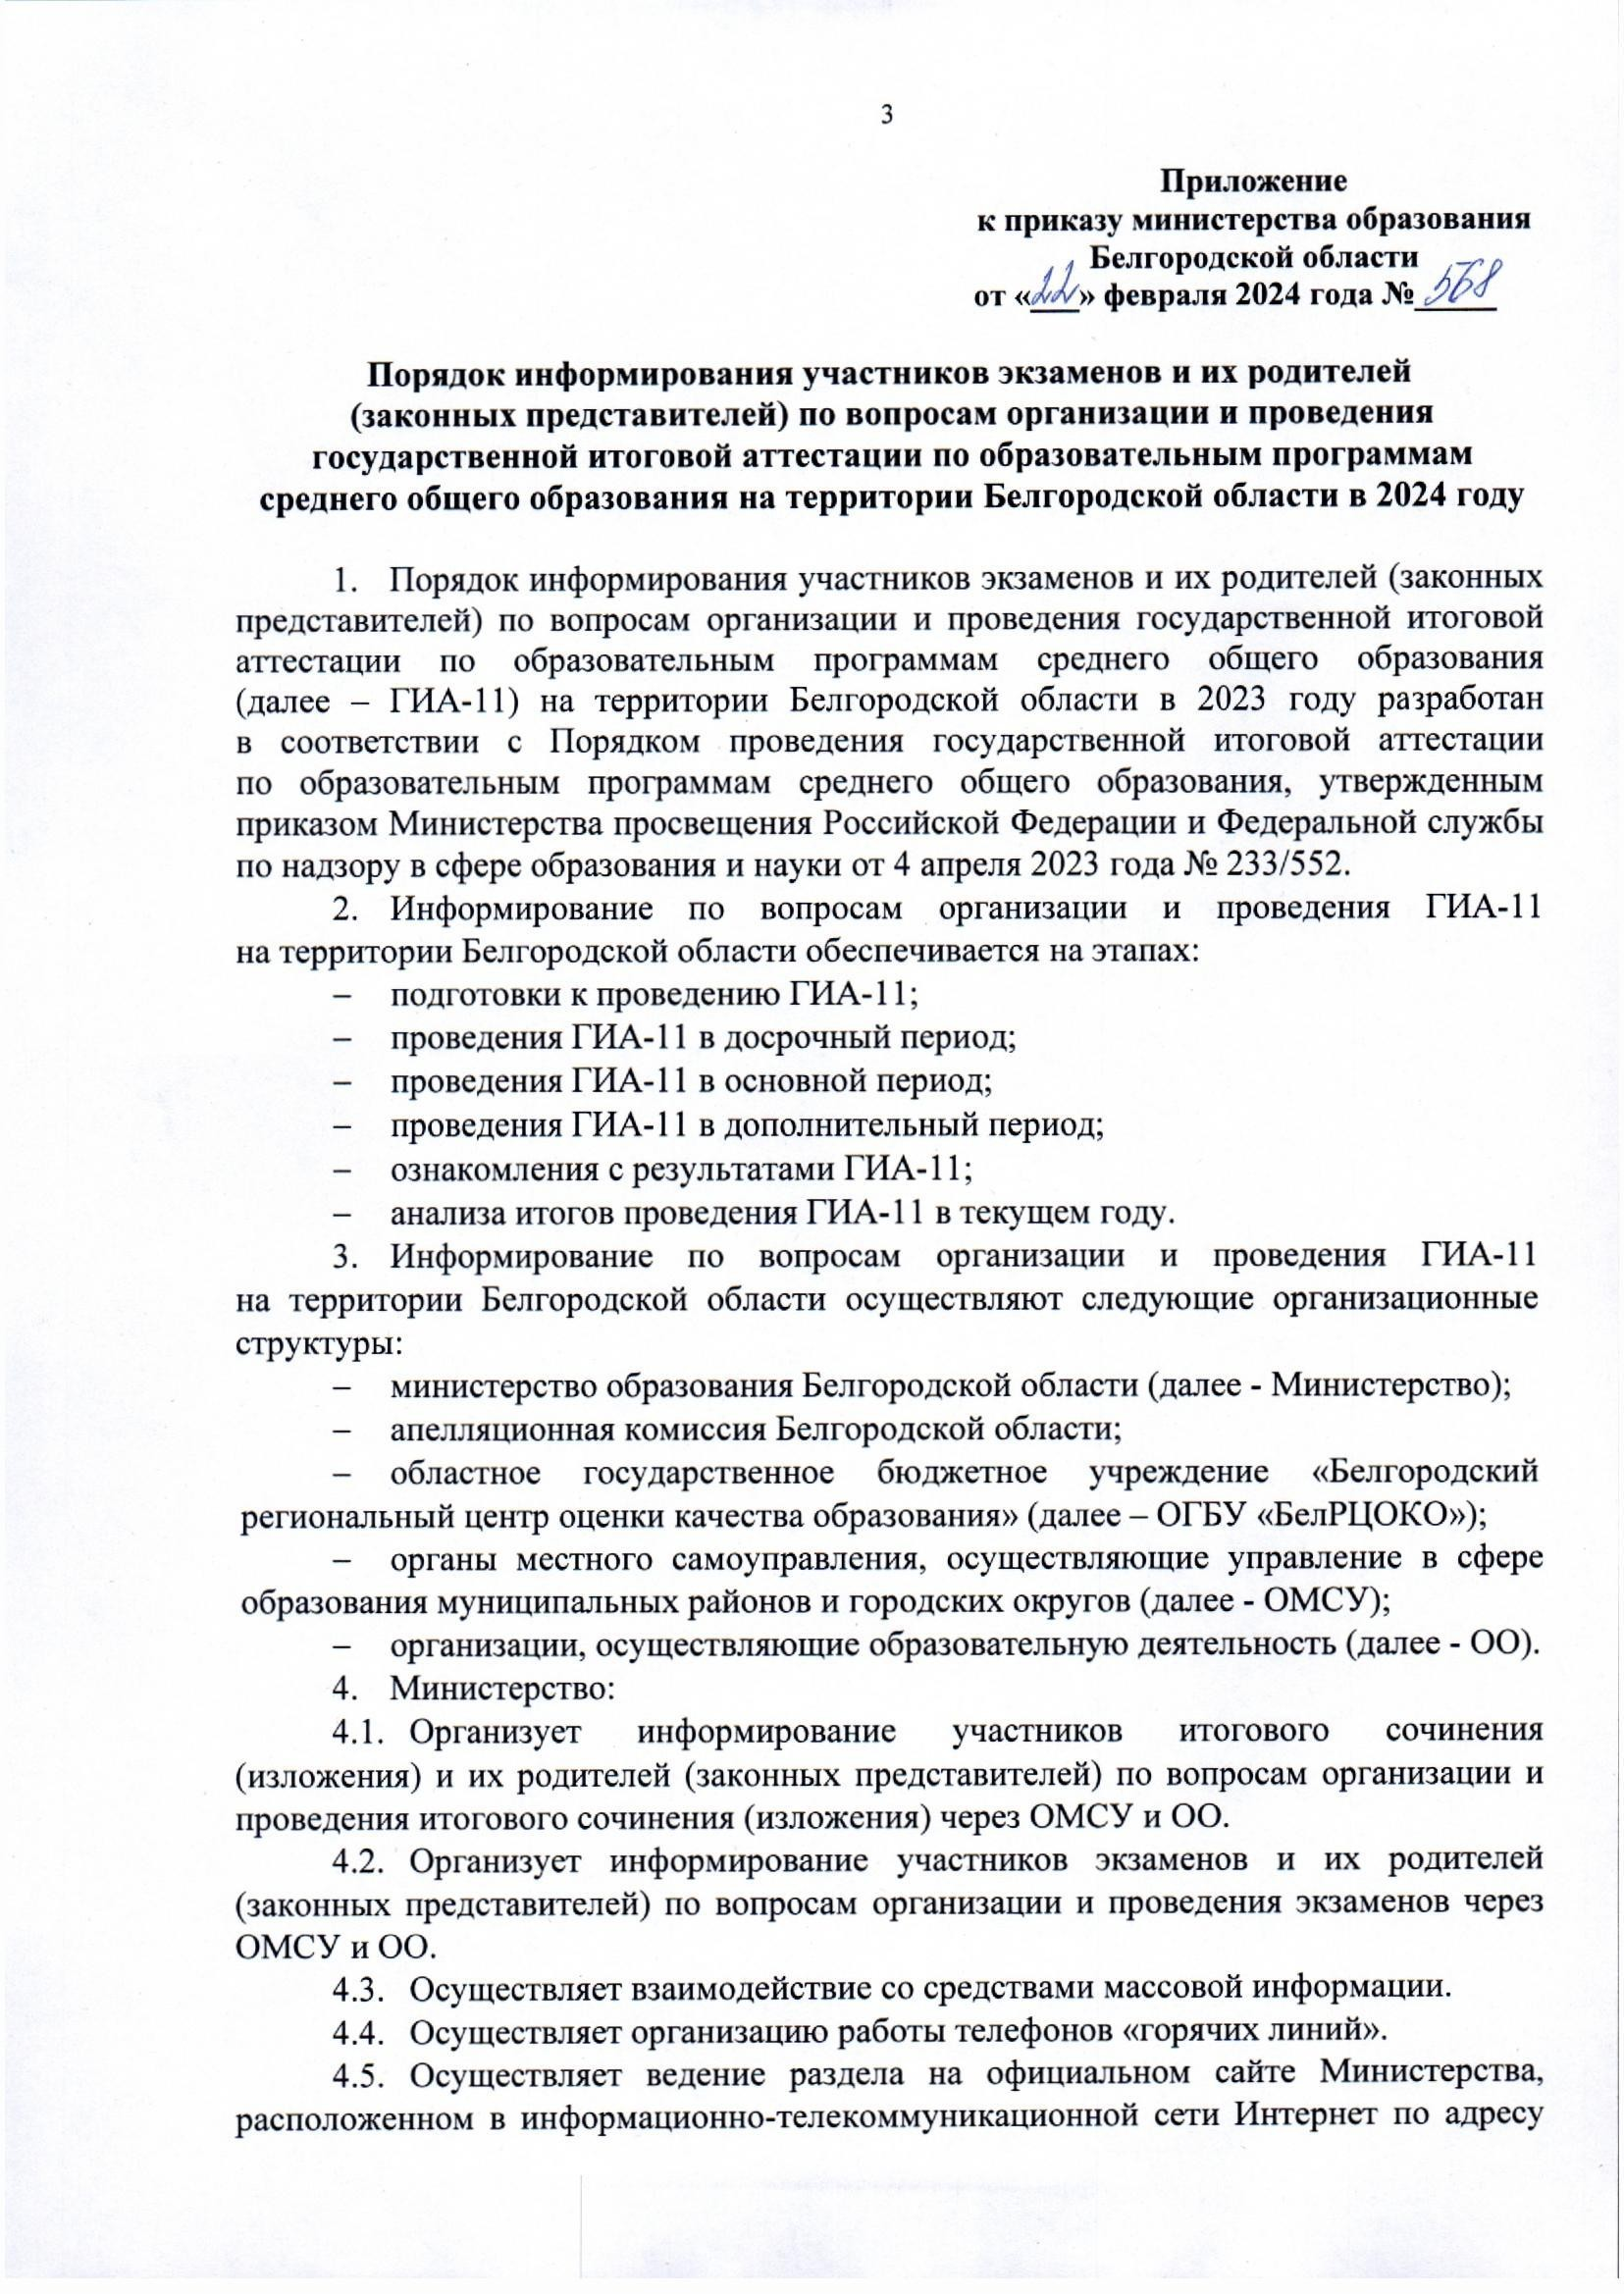 3
Приложение
к приказу министерства образования
Белгородской области
от «22» февраля 2024 года № 568
Порядок информирования участников экзаменов и их родителей
(законных представителей) по вопросам организации и проведения
государственной итоговой аттестации по образовательным программам
среднего общего образования на территории Белгородской области в 2024 году
1. Порядок информирования участников экзаменов и их родителей (законных
представителей) по вопросам организации и проведения государственной итоговой
аттестации по образовательным программам среднего общего образования
(далее – ГИА-11) на территории Белгородской области в 2023 году разработан
в соответствии с Порядком проведения государственной итоговой аттестации
по образовательным программам среднего общего образования, утвержденным
приказом Министерства просвещения Российской Федерации и Федеральной службы
по надзору в сфере образования и науки от 4 апреля 2023 года № 233/552.
2. Информирование по вопросам организации и проведения ГИА-11
на территории Белгородской области обеспечивается на этапах:
– подготовки к проведению ГИА-11;
– проведения ГИА-11 в досрочный период;
– проведения ГИА-11 в основной период;
– проведения ГИА-11 в дополнительный период;
– ознакомления с результатами ГИА-11;
– анализа итогов проведения ГИА-11 в текущем году.
3. Информирование по вопросам организации и проведения ГИА-11
на территории Белгородской области осуществляют следующие организационные
структуры:
– министерство образования Белгородской области (далее - Министерство);
– апелляционная комиссия Белгородской области;
– областное государственное бюджетное учреждение «Белгородский
региональный центр оценки качества образования» (далее – ОГБУ «БелРЦОКО»);
– органы местного самоуправления, осуществляющие управление в сфере
образования муниципальных районов и городских округов (далее - ОМСУ);
– организации, осуществляющие образовательную деятельность (далее - ОО).
4. Министерство:
4.1. Организует информирование участников итогового сочинения
(изложения) и их родителей (законных представителей) по вопросам организации и
проведения итогового сочинения (изложения) через ОМСУ и ОО.
4.2. Организует информирование участников экзаменов и их родителей
(законных представителей) по вопросам организации и проведения экзаменов через
ОМСУ и ОО.
4.3. Осуществляет взаимодействие со средствами массовой информации.
4.4. Осуществляет организацию работы телефонов «горячих линий».
4.5. Осуществляет ведение раздела на официальном сайте Министерства,
расположенном в информационно-телекоммуникационной сети Интернет по адресу